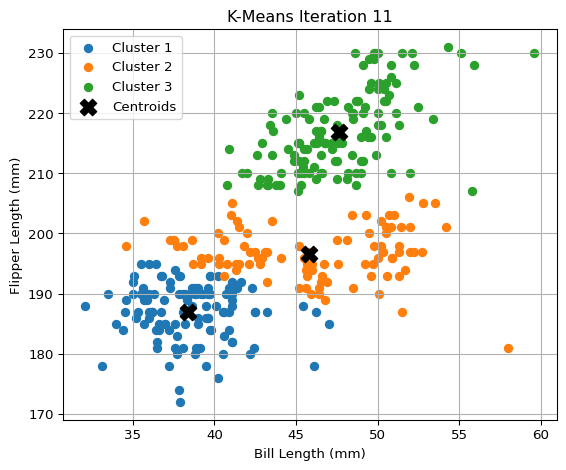 K-Means Iteration 11
Cluster 1
Cluster 2
Cluster 3
Centroids
Flipper Length (mm)
230
220
210
200
190
180
170
35
40
45
50
55
60
Bill Length (mm)